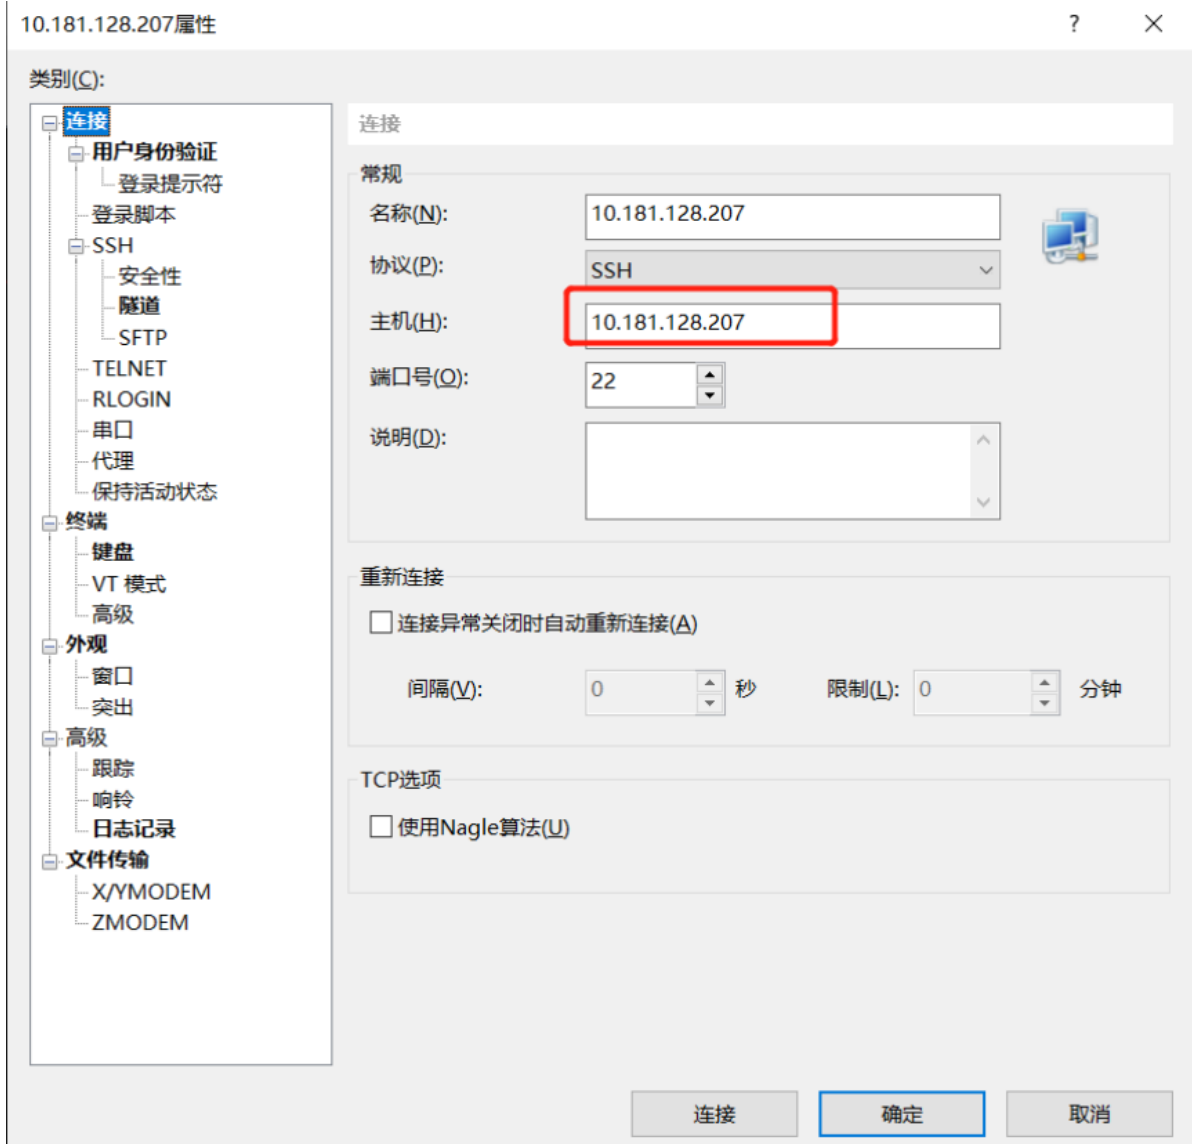 10.181.128.207属性
?
类别(C):
连接
用户身份验证
登录提示符
登录脚本
SSH
安全性
隧道
SFTP
TELNET
RLOGIN
串口
代理
保持活动状态
终端
键盘
VT 模式
高级
外观
窗口
突出
高级
跟踪
响铃
日志记录
文件传输
X/YMODEM
ZMODEM
连接
常规
名称(N): 10.181.128.207
协议(P): SSH
主机(H): 10.181.128.207
端口号(O): 22
说明(D):
重新连接
连接异常关闭时自动重新连接(A)
间隔(V): 0 秒 限制(L): 0 分钟
TCP选项
使用Nagle算法(U)
连接 确定 取消